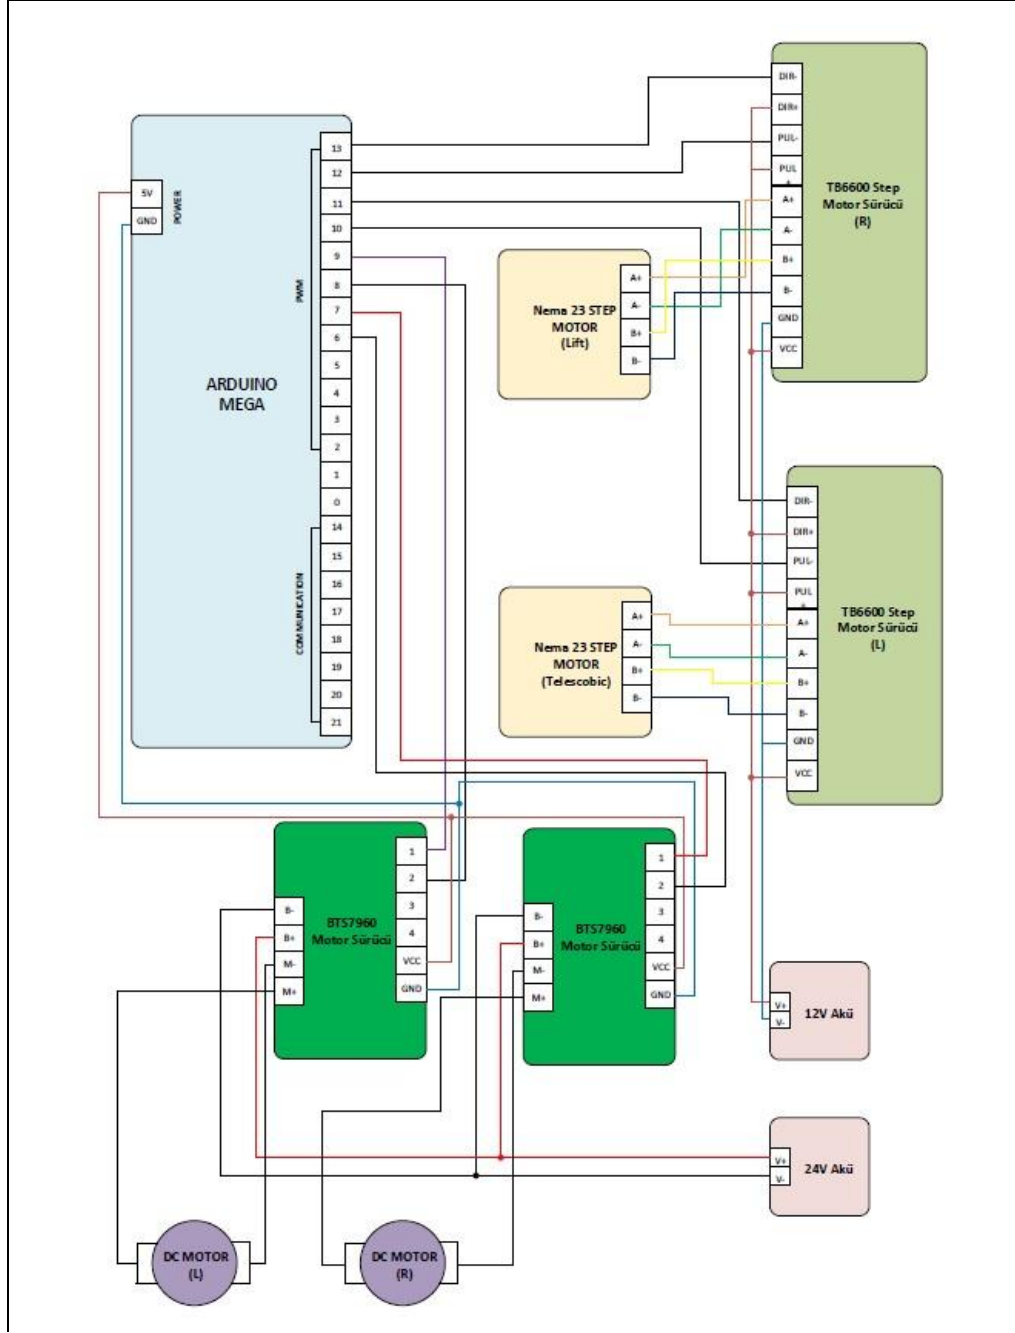 ARDUINO
MEGA
POWER
5V
GND
PWM
13
12
11
10
9
8
7
6
5
4
3
2
1
0
COMMUNICATION
14
15
16
17
18
19
20
21
TB6600 Step
Motor Sürücü
(R)
DIR-
DIR+
PUL-
PUL
+
A+
A-
B+
B-
GND
VCC
Nema 23 STEP
MOTOR
(Lift)
A+
A-
B+
B-
TB6600 Step
Motor Sürücü
(L)
DIR-
DIR+
PUL-
PUL
+
A+
A-
B+
B-
GND
VCC
Nema 23 STEP
MOTOR
(Telescobic)
A+
A-
B+
B-
BTS7960
Motor Sürücü
1
2
3
4
VCC
GND
B-
B+
M-
M+
BTS7960
Motor Sürücü
1
2
3
4
VCC
GND
B-
B+
M-
M+
12V Akü
V+
V-
24V Akü
V+
V-
DC MOTOR
(L)
DC MOTOR
(R)